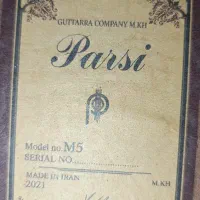 GUITARRA COMPANY M.KH
Parsi
Model no. M5
SERIAL NO
MADE IN IRAN
2021
M.KH